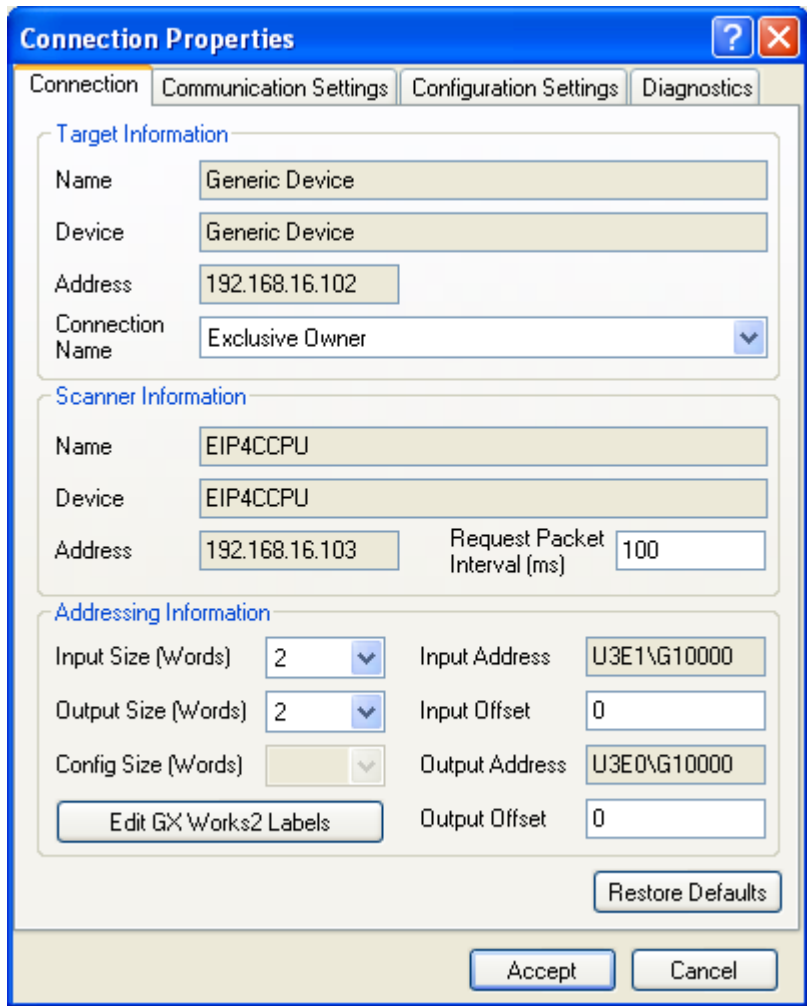 Connection Properties
Connection Communication Settings Configuration Settings Diagnostics
Target Information
Name Generic Device
Device Generic Device
Address 192.168.16.102
Connection
Name
Exclusive Owner
Scanner Information
Name EIP4CCPU
Device EIP4CCPU
Address 192.168.16.103
Request Packet
Interval (ms)
100
Addressing Information
Input Size (Words) 2 Input Address U3E1\G10000
Output Size (Words) 2 Input Offset 0
Config Size (Words) Output Address U3E0\G10000
Edit GX Works2 Labels Output Offset 0
Restore Defaults
Accept Cancel